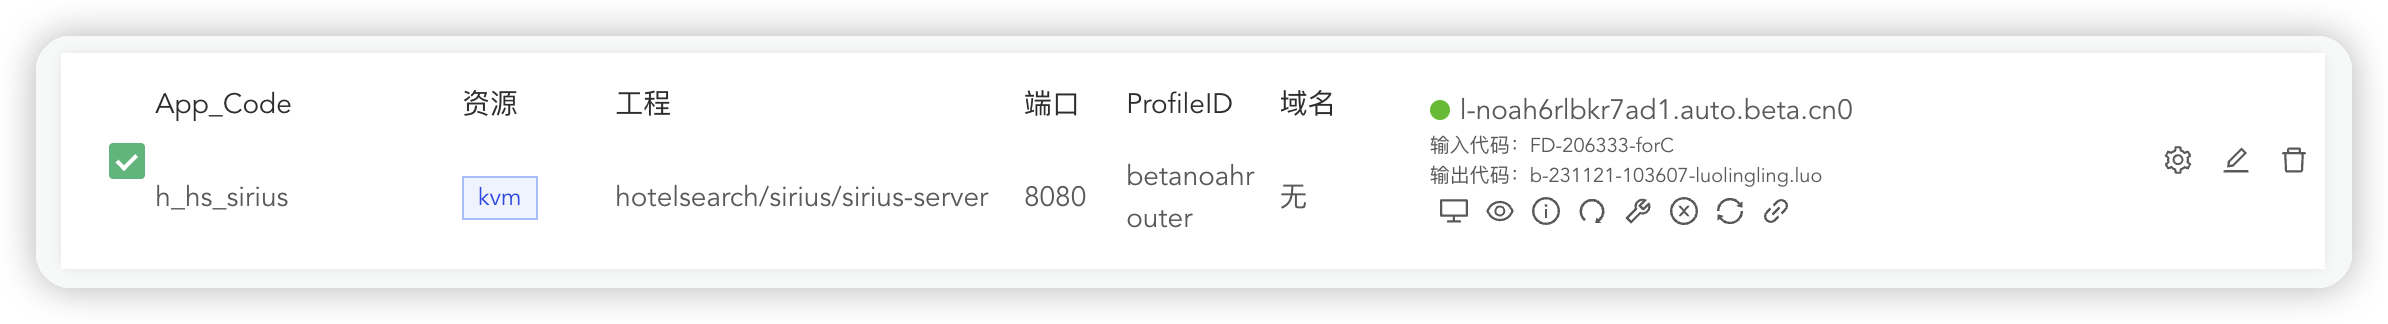 App_Code 资源 工程 端口 ProfileID 域名
h_hs_sirius kvm hotelsearch/sirius/sirius-server 8080 betanoahr
outer 无
l-noah6rlbkr7ad1.auto.beta.cn0
输入代码：FD-206333-forC
输出代码：b-231121-103607-luolingling.luo